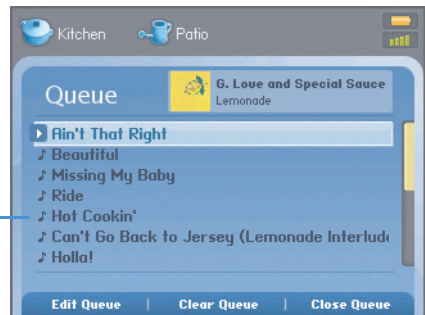 Kitchen Patio
Queue
G. Love and Special Sauce
Lemonade
Ain't That Right
Beautiful
Missing My Baby
Ride
Hot Cookin'
Can't Go Back to Jersey (Lemonade Interlud
Holla!
Edit Queue | Clear Queue | Close Queue